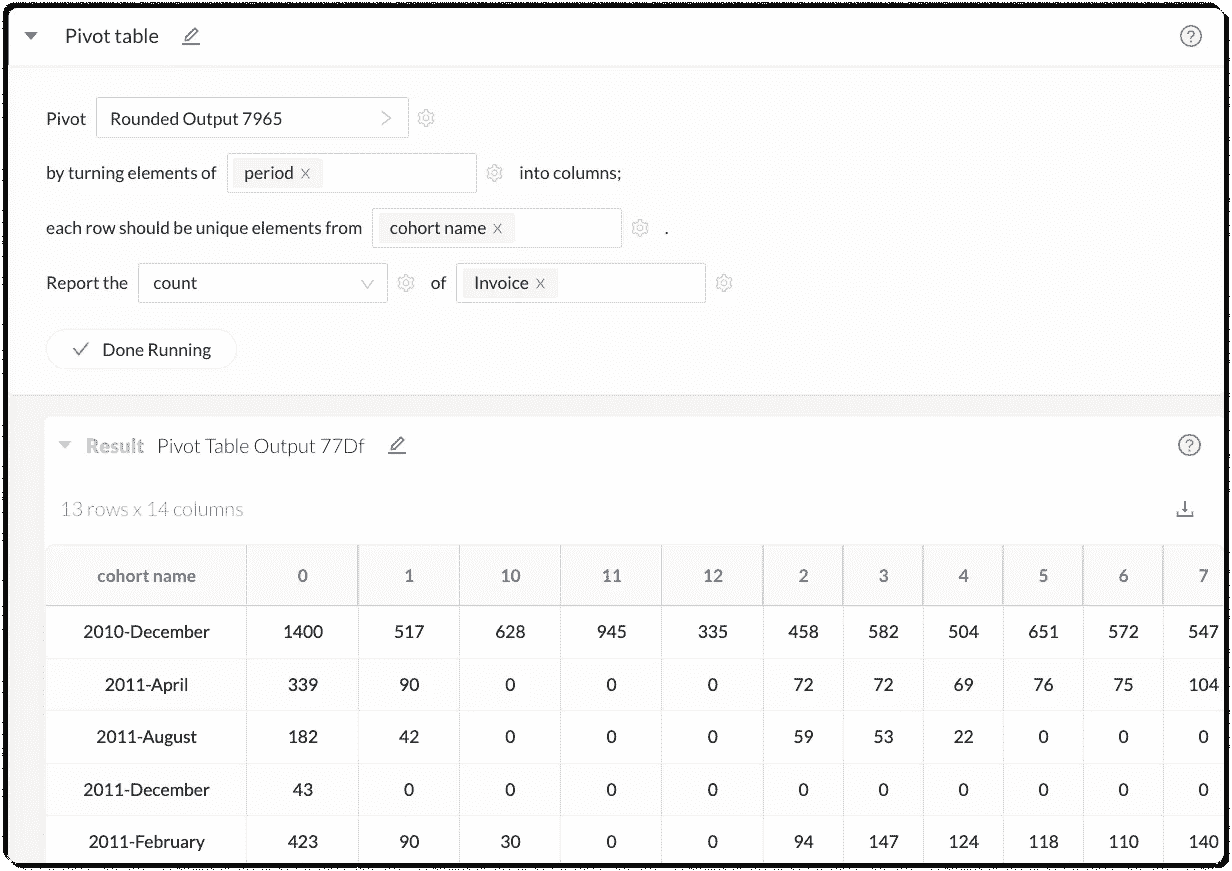 Pivot table
Pivot Rounded Output 7965
by turning elements of period x into columns;
each row should be unique elements from cohort name x .
Report the count of Invoice x
Done Running
Result Pivot Table Output 77Df
13 rows x 14 columns
cohort name 0 1 10 11 12 2 3 4 5 6 7
2010-December 1400 517 628 945 335 458 582 504 651 572 547
2011-April 339 90 0 0 0 72 72 69 76 75 104
2011-August 182 42 0 0 0 59 53 22 0 0 0
2011-December 43 0 0 0 0 0 0 0 0 0 0
2011-February 423 90 30 0 0 94 147 124 118 110 140